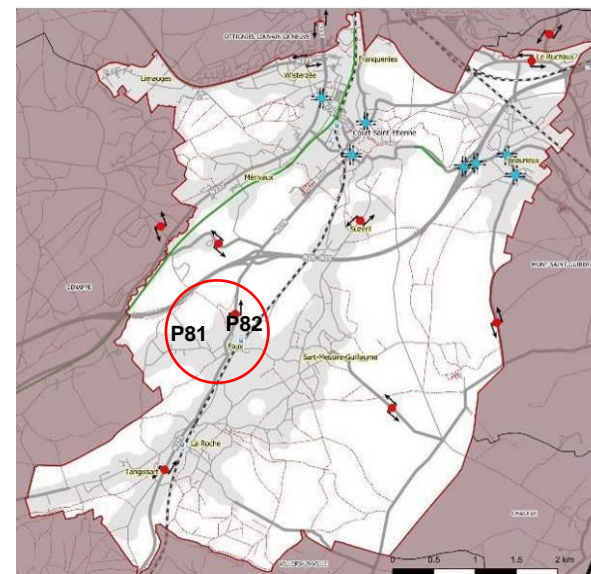 OTTIGNIES-LOUVAIN-LA-NEUVE
Limauges
Wisterzée
Franquenies
Le Ruchaux
Court-Saint-Etienne
Beaurieux
Mérivaux
Suzeril
MONT-SAINT-GUIBERT
GENAPPE
P81
P82
Faux
Sart-Messire-Guillaume
La Roche
Tangissart
CHASTRE
VILLERS-LA-VILLE
0 0.5 1 1.5 2 km